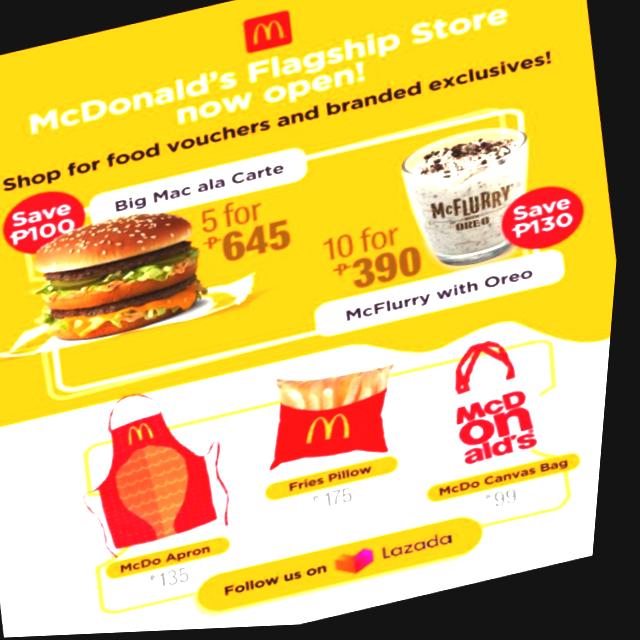 McDonald's Flagship Store
now open!
Shop for food vouchers and branded exclusives!
Big Mac ala Carte
Save
₱100
5 for
₱645
McFLURRY
WITH
OREO
Save
₱130
10 for
₱390
McFlurry with Oreo
McD
on
ald's
Fries Pillow
₱175
McDo Canvas Bag
₱99
McDo Apron
₱135
Follow us on Lazada